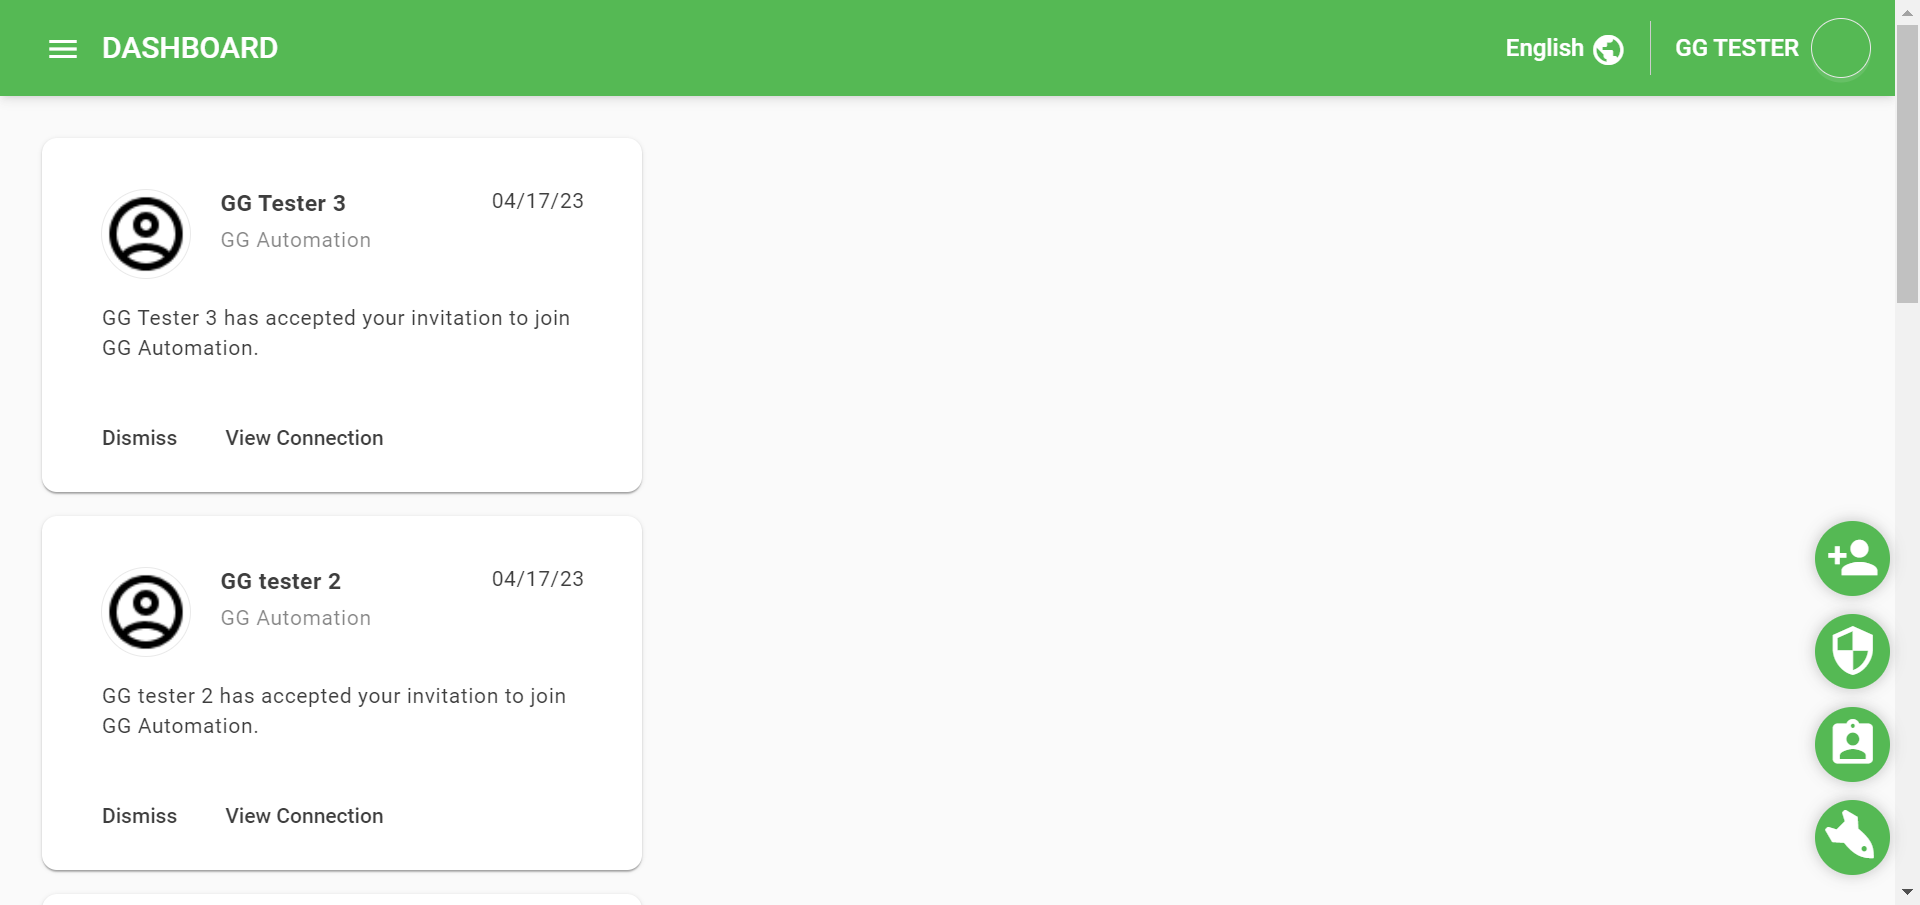 DASHBOARD
English
GG TESTER
GG Tester 3
04/17/23
GG Automation
GG Tester 3 has accepted your invitation to join
GG Automation.
Dismiss
View Connection
GG tester 2
04/17/23
GG Automation
GG tester 2 has accepted your invitation to join
GG Automation.
Dismiss
View Connection